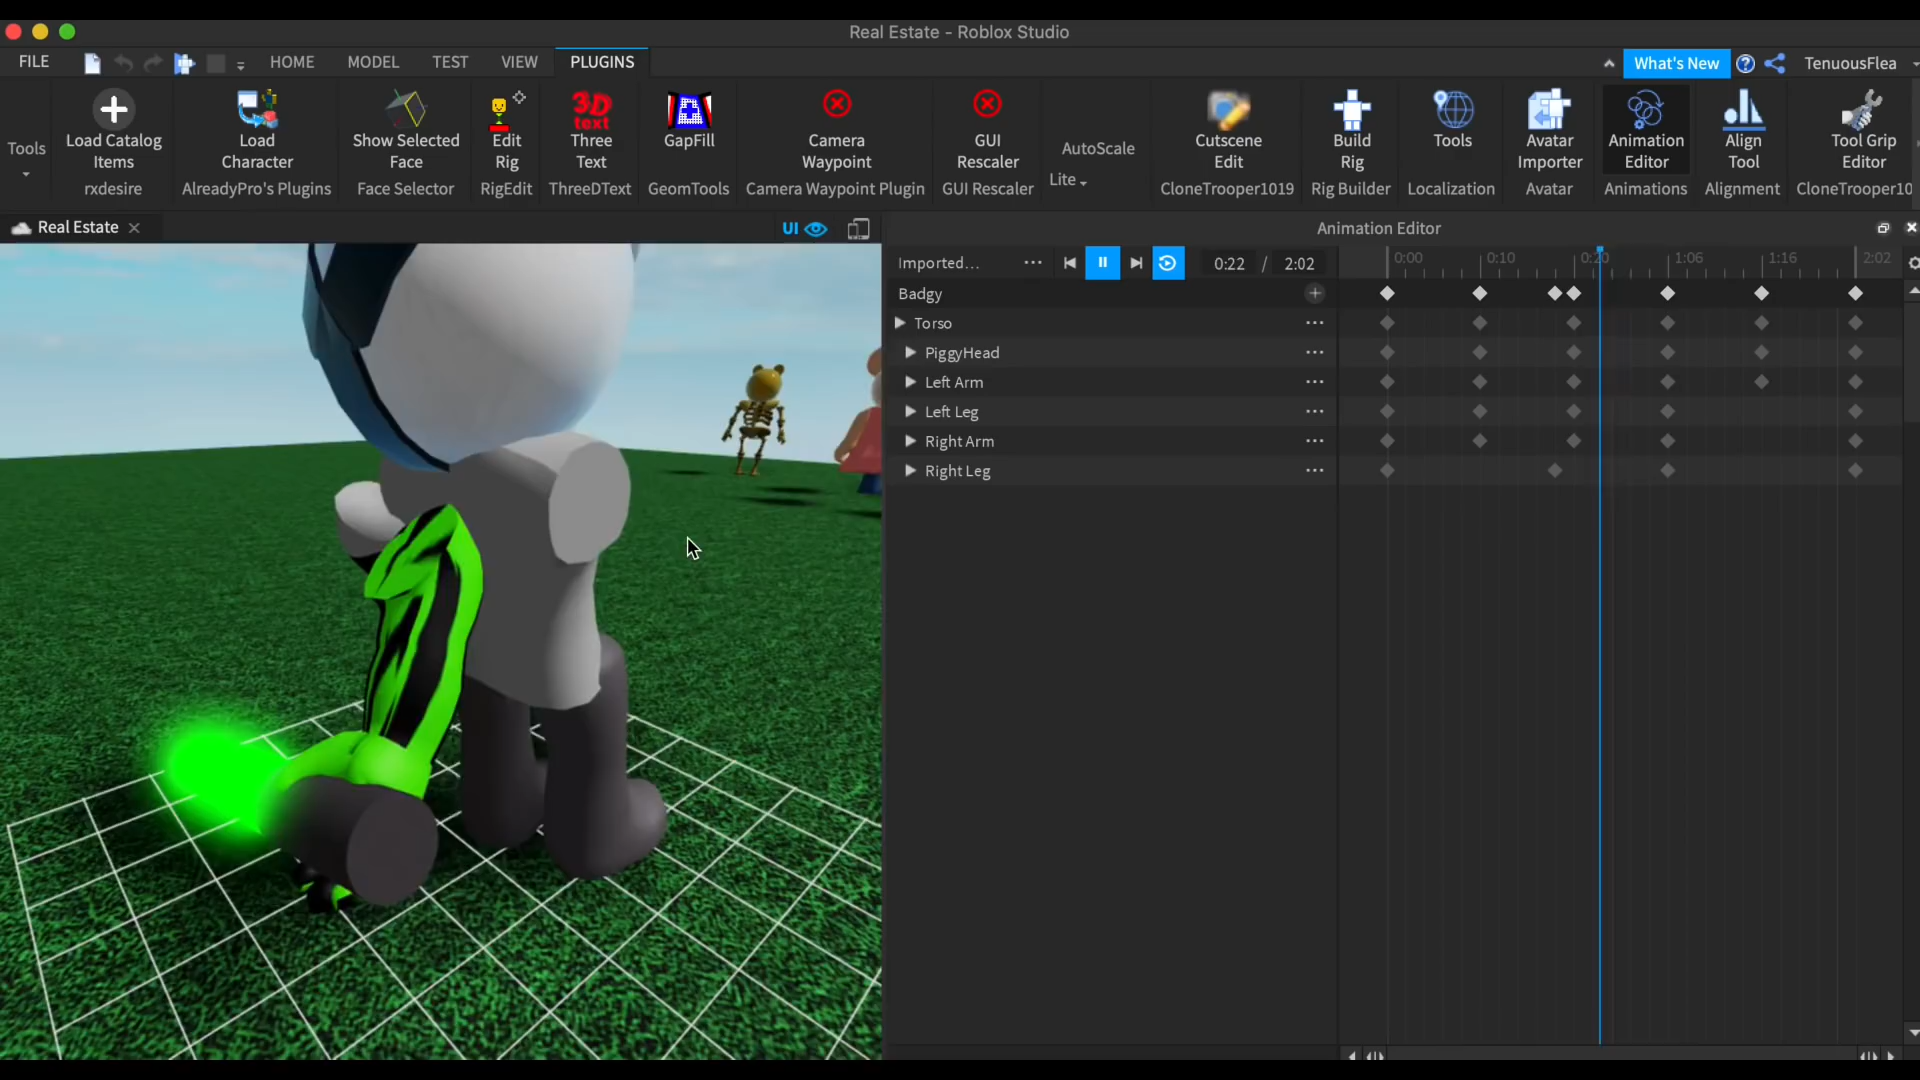 Real Estate - Roblox Studio
FILE HOME MODEL TEST VIEW PLUGINS What's New TenuousFlea
Tools
Load Catalog Items
rxdesire
Load Character
AlreadyPro's Plugins
Show Selected Face
Face Selector
Edit Rig
RigEdit
3D text
Three Text
ThreeDText
GapFill
GeomTools
Camera Waypoint
Camera Waypoint Plugin
GUI Rescaler
GUI Rescaler
AutoScale
Lite
Cutscene Edit
CloneTrooper1019
Build Rig
Rig Builder
Tools
Localization
Avatar Importer
Avatar
Animation Editor
Animations
Align Tool
Alignment
Tool Grip Editor
CloneTrooper10
Real Estate
UI
Animation Editor
Imported... 0:22 / 2:02
0:00 0:10 0:20 1:06 1:16 2:02
Badgy
Torso
PiggyHead
Left Arm
Left Leg
Right Arm
Right Leg